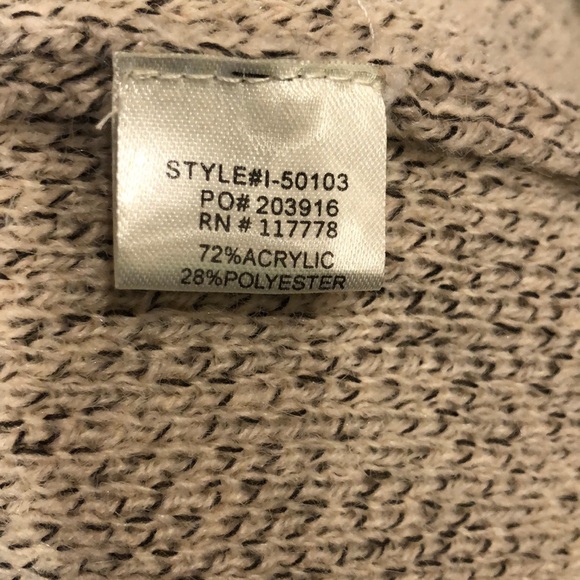 STYLE#I-50103
PO# 203916
RN # 117778
72%ACRYLIC
28%POLYESTER